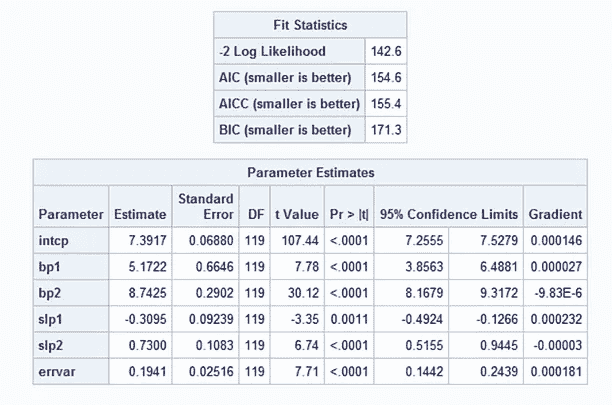 Fit Statistics
-2 Log Likelihood 142.6
AIC (smaller is better) 154.6
AICC (smaller is better) 155.4
BIC (smaller is better) 171.3
Parameter Estimates
Parameter Estimate Standard Error DF t Value Pr > |t| 95% Confidence Limits Gradient
intcp 7.3917 0.06880 119 107.44 <.0001 7.2555 7.5279 0.000146
bp1 5.1722 0.6646 119 7.78 <.0001 3.8563 6.4881 0.000027
bp2 8.7425 0.2902 119 30.12 <.0001 8.1679 9.3172 -9.83E-6
slp1 -0.3095 0.09239 119 -3.35 0.0011 -0.4924 -0.1266 0.000232
slp2 0.7300 0.1083 119 6.74 <.0001 0.5155 0.9445 -0.00003
errvar 0.1941 0.02516 119 7.71 <.0001 0.1442 0.2439 0.000181